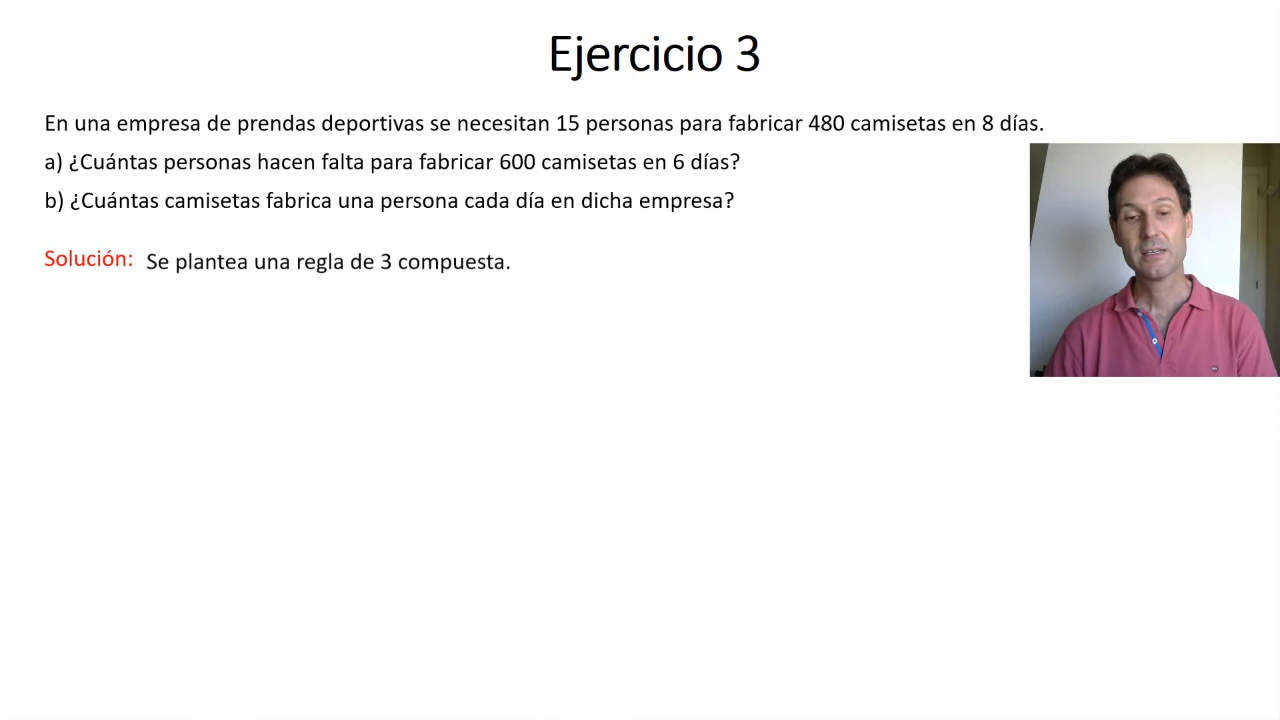 Ejercicio 3
En una empresa de prendas deportivas se necesitan 15 personas para fabricar 480 camisetas en 8 días.
a) ¿Cuántas personas hacen falta para fabricar 600 camisetas en 6 días?
b) ¿Cuántas camisetas fabrica una persona cada día en dicha empresa?
Solución: Se plantea una regla de 3 compuesta.